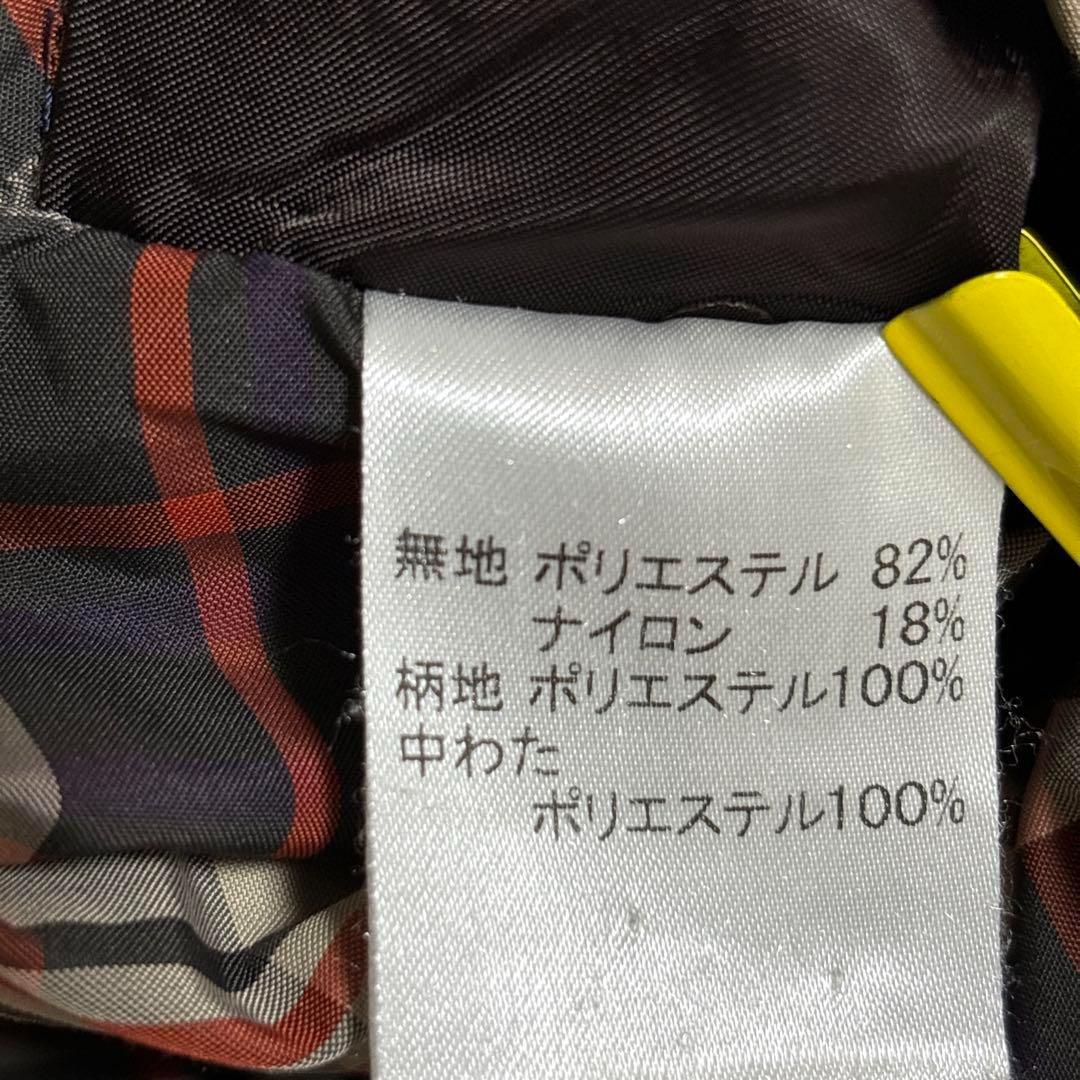 無地 ポリエステル 82%
ナイロン 18%
柄地 ポリエステル100%
中わた
ポリエステル100%